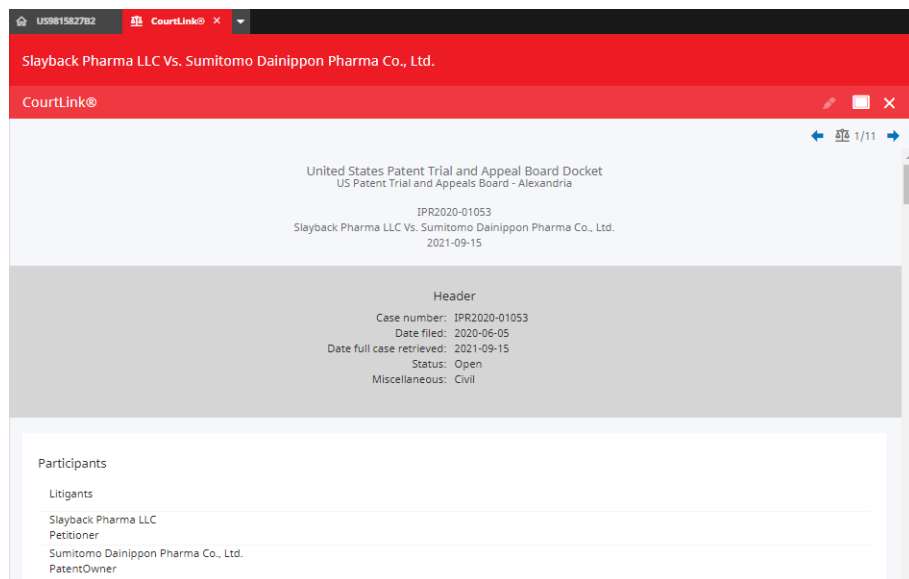 US9815827B2 CourtLink®
Slayback Pharma LLC Vs. Sumitomo Dainippon Pharma Co., Ltd.
CourtLink®
1/11
United States Patent Trial and Appeal Board Docket
US Patent Trial and Appeals Board - Alexandria
IPR2020-01053
Slayback Pharma LLC Vs. Sumitomo Dainippon Pharma Co., Ltd.
2021-09-15
Header
Case number: IPR2020-01053
Date filed: 2020-06-05
Date full case retrieved: 2021-09-15
Status: Open
Miscellaneous: Civil
Participants
Litigants
Slayback Pharma LLC
Petitioner
Sumitomo Dainippon Pharma Co., Ltd.
PatentOwner